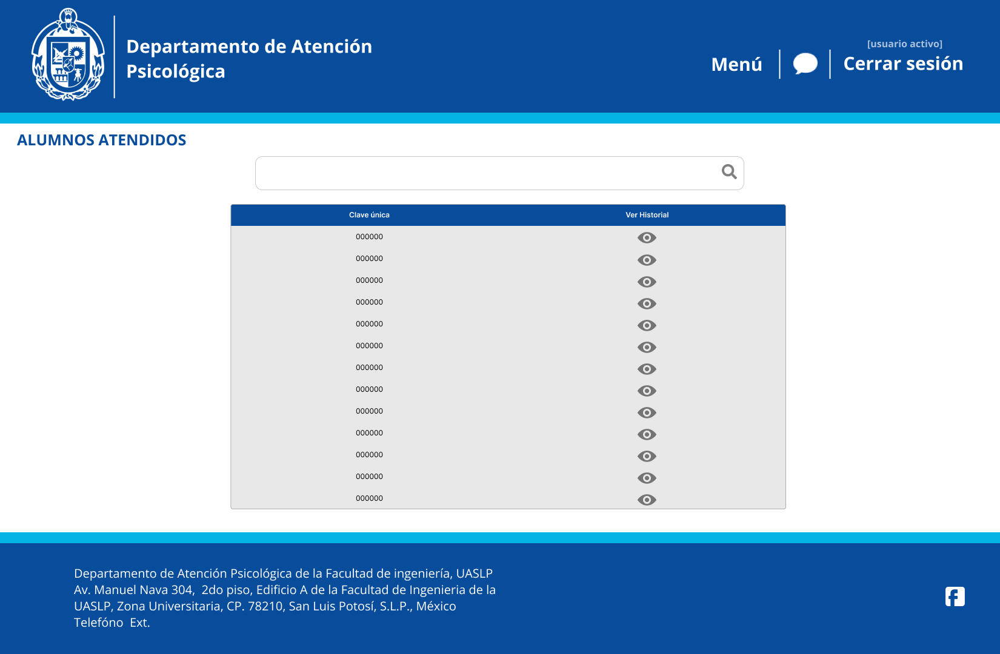 Departamento de Atención
Psicológica
[usuario activo]
Menú
Cerrar sesión
ALUMNOS ATENDIDOS
Clave única Ver Historial
000000
000000
000000
000000
000000
000000
000000
000000
000000
000000
000000
000000
000000
Departamento de Atención Psicológica de la Facultad de ingeniería, UASLP
Av. Manuel Nava 304,  2do piso, Edificio A de la Facultad de Ingenieria de la
UASLP, Zona Universitaria, CP. 78210, San Luis Potosí, S.L.P., México
Telefóno  Ext.